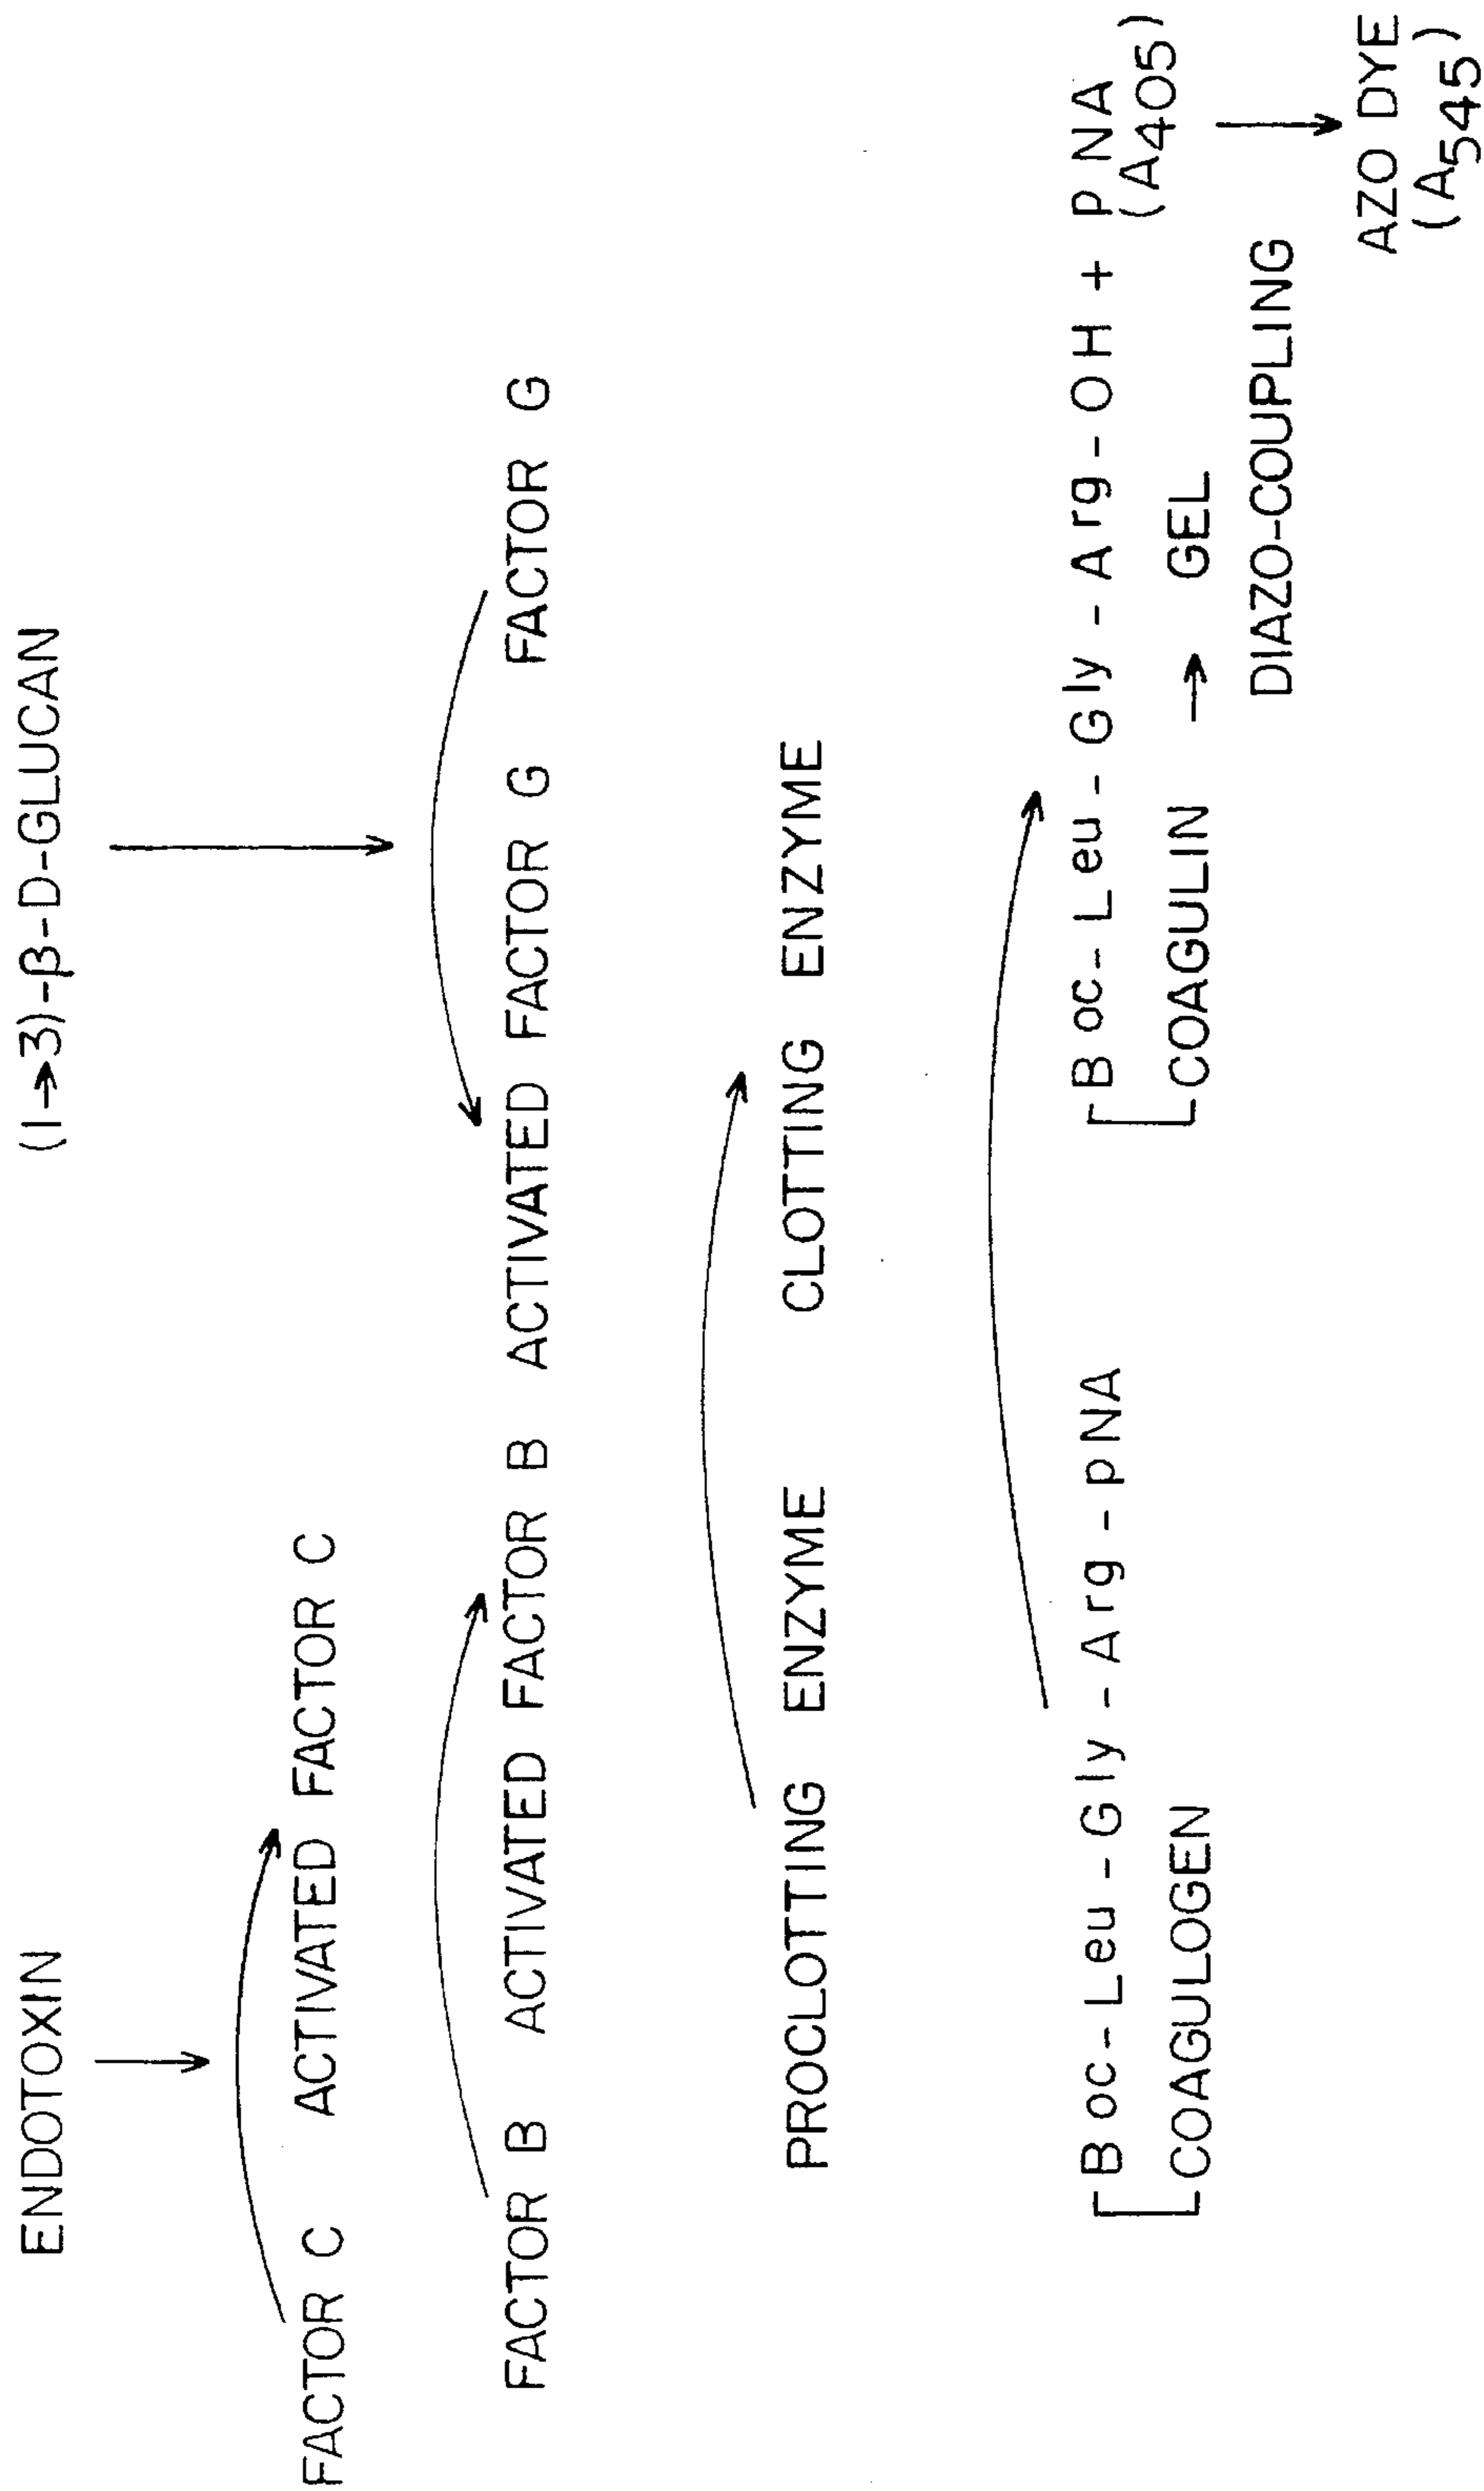 ENDOTOXIN (1→3)-β-D-GLUCAN
FACTOR C ACTIVATED FACTOR C
FACTOR B ACTIVATED FACTOR B ACTIVATED FACTOR G FACTOR G
PROCLOTTING ENZYME CLOTTING ENZYME
[Boc-Leu-Gly-Arg-pNA [Boc-Leu-Gly-Arg-OH + PNA
(A405)
COAGULOGEN COAGULIN → GEL
DIAZO-COUPLING
AZO DYE
(A545)